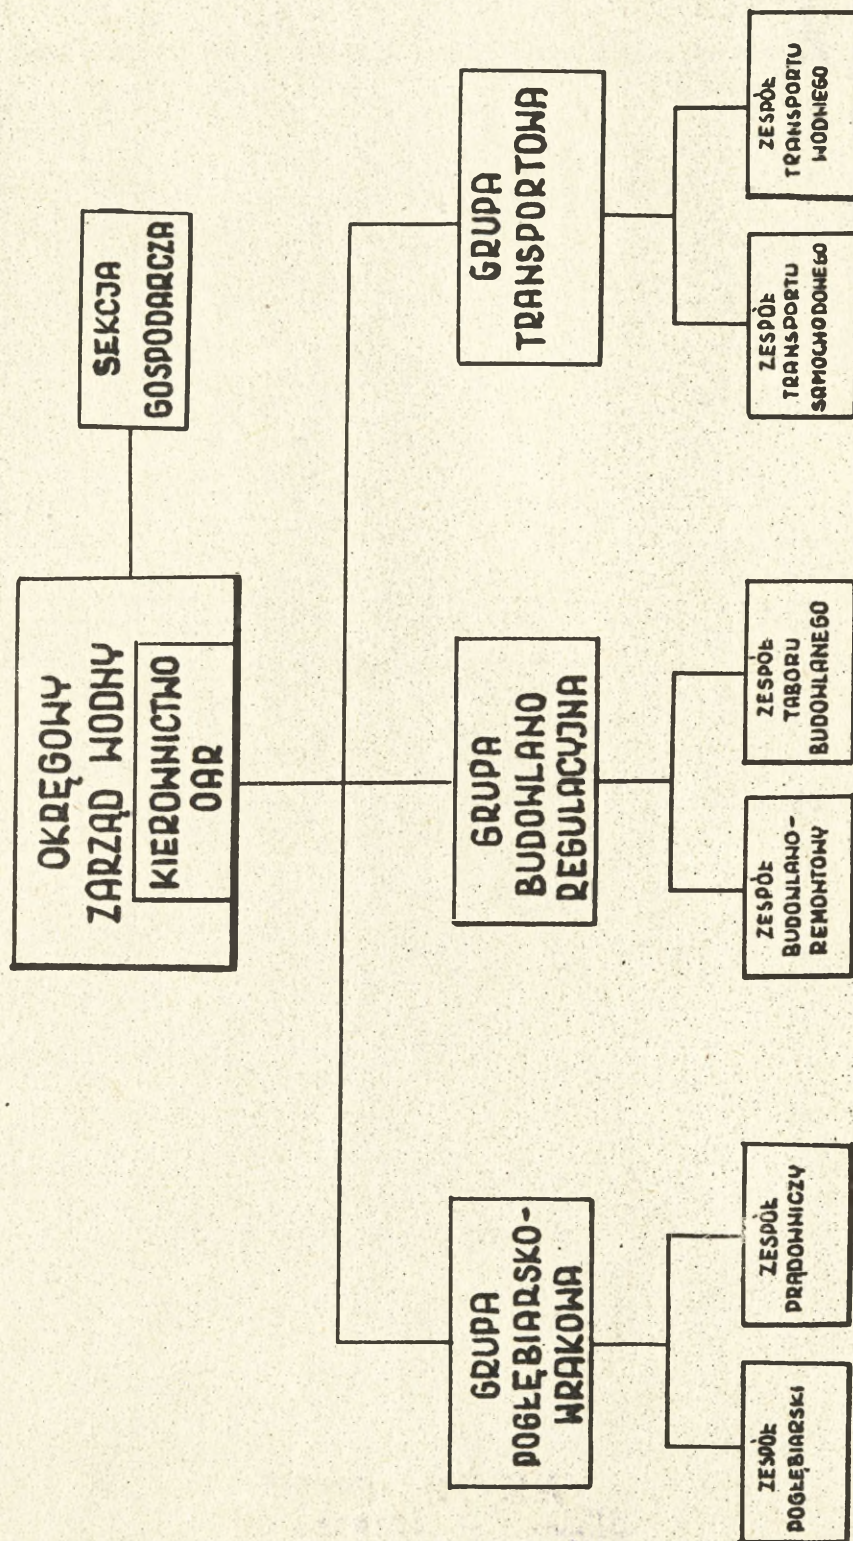 OKRĘGOWY
ZARZĄD WODNY
KIEROWNICTWO
OAR
SEKCJA
GOSPODARCZA
GRUPA
POGŁĘBIARSKO-
WRAKOWA
GRUPA
BUDOWLANO
REGULACYJNA
GRUPA
TRANSPORTOWA
ZESPÓŁ
POGŁĘBIARSKI
ZESPÓŁ
PRĄDOWNICZY
ZESPÓŁ
BUDOWLANO-
REMONTOWY
ZESPÓŁ
TABORU
BUDOWLANEGO
ZESPÓŁ
TRANSPORTU
SAMOCHODOWEGO
ZESPÓŁ
TRANSPORTU
WODNEGO